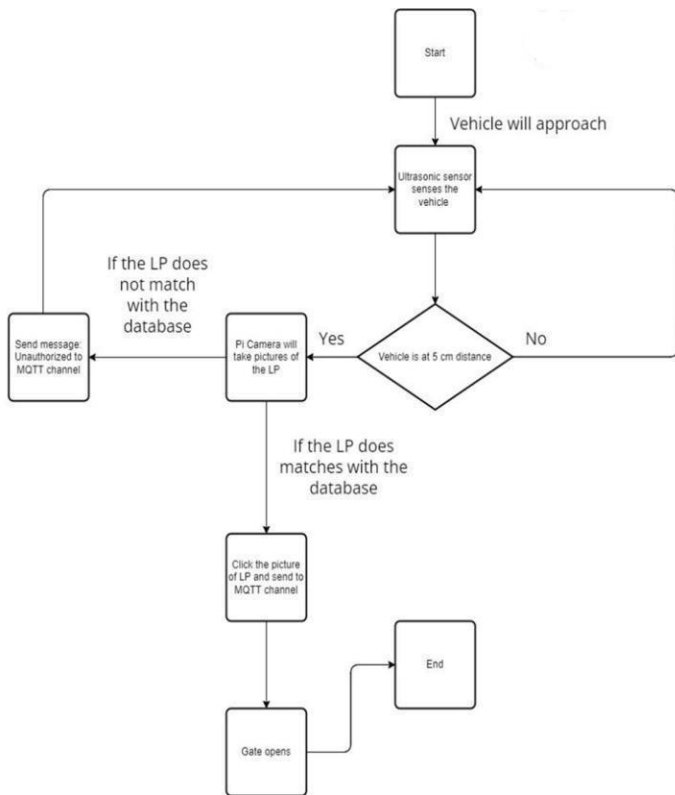 Start
Vehicle will approach
Ultrasonic sensor
senses the
vehicle
If the LP does
not match
with the
database
Send message:
Unauthorized to
MQTT channel
Pi Camera will
take pictures of
the LP
Yes
Vehicle is at 5 cm distance
No
If the LP does
matches with the
database
Click the picture
of LP and send to
MQTT channel
End
Gate opens